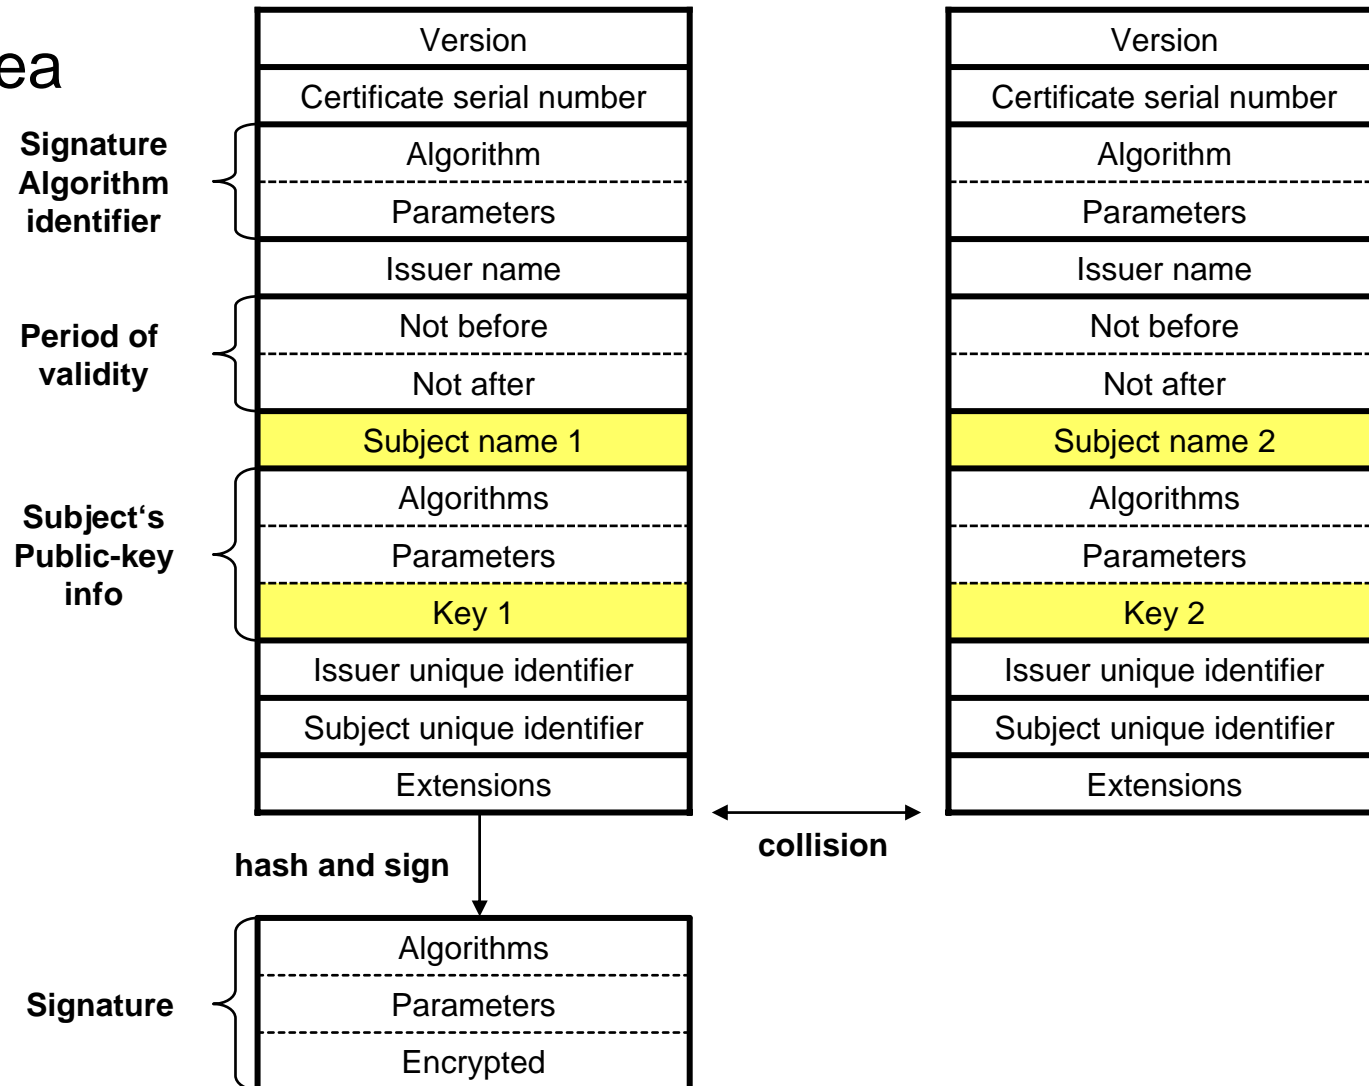 ea
Version
Certificate serial number
Signature
Algorithm
identifier
Algorithm
Parameters
Issuer name
Period of
validity
Not before
Not after
Subject name 1
Subject‘s
Public-key
info
Algorithms
Parameters
Key 1
Issuer unique identifier
Subject unique identifier
Extensions
Version
Certificate serial number
Algorithm
Parameters
Issuer name
Not before
Not after
Subject name 2
Algorithms
Parameters
Key 2
Issuer unique identifier
Subject unique identifier
Extensions
collision
hash and sign
Signature
Algorithms
Parameters
Encrypted